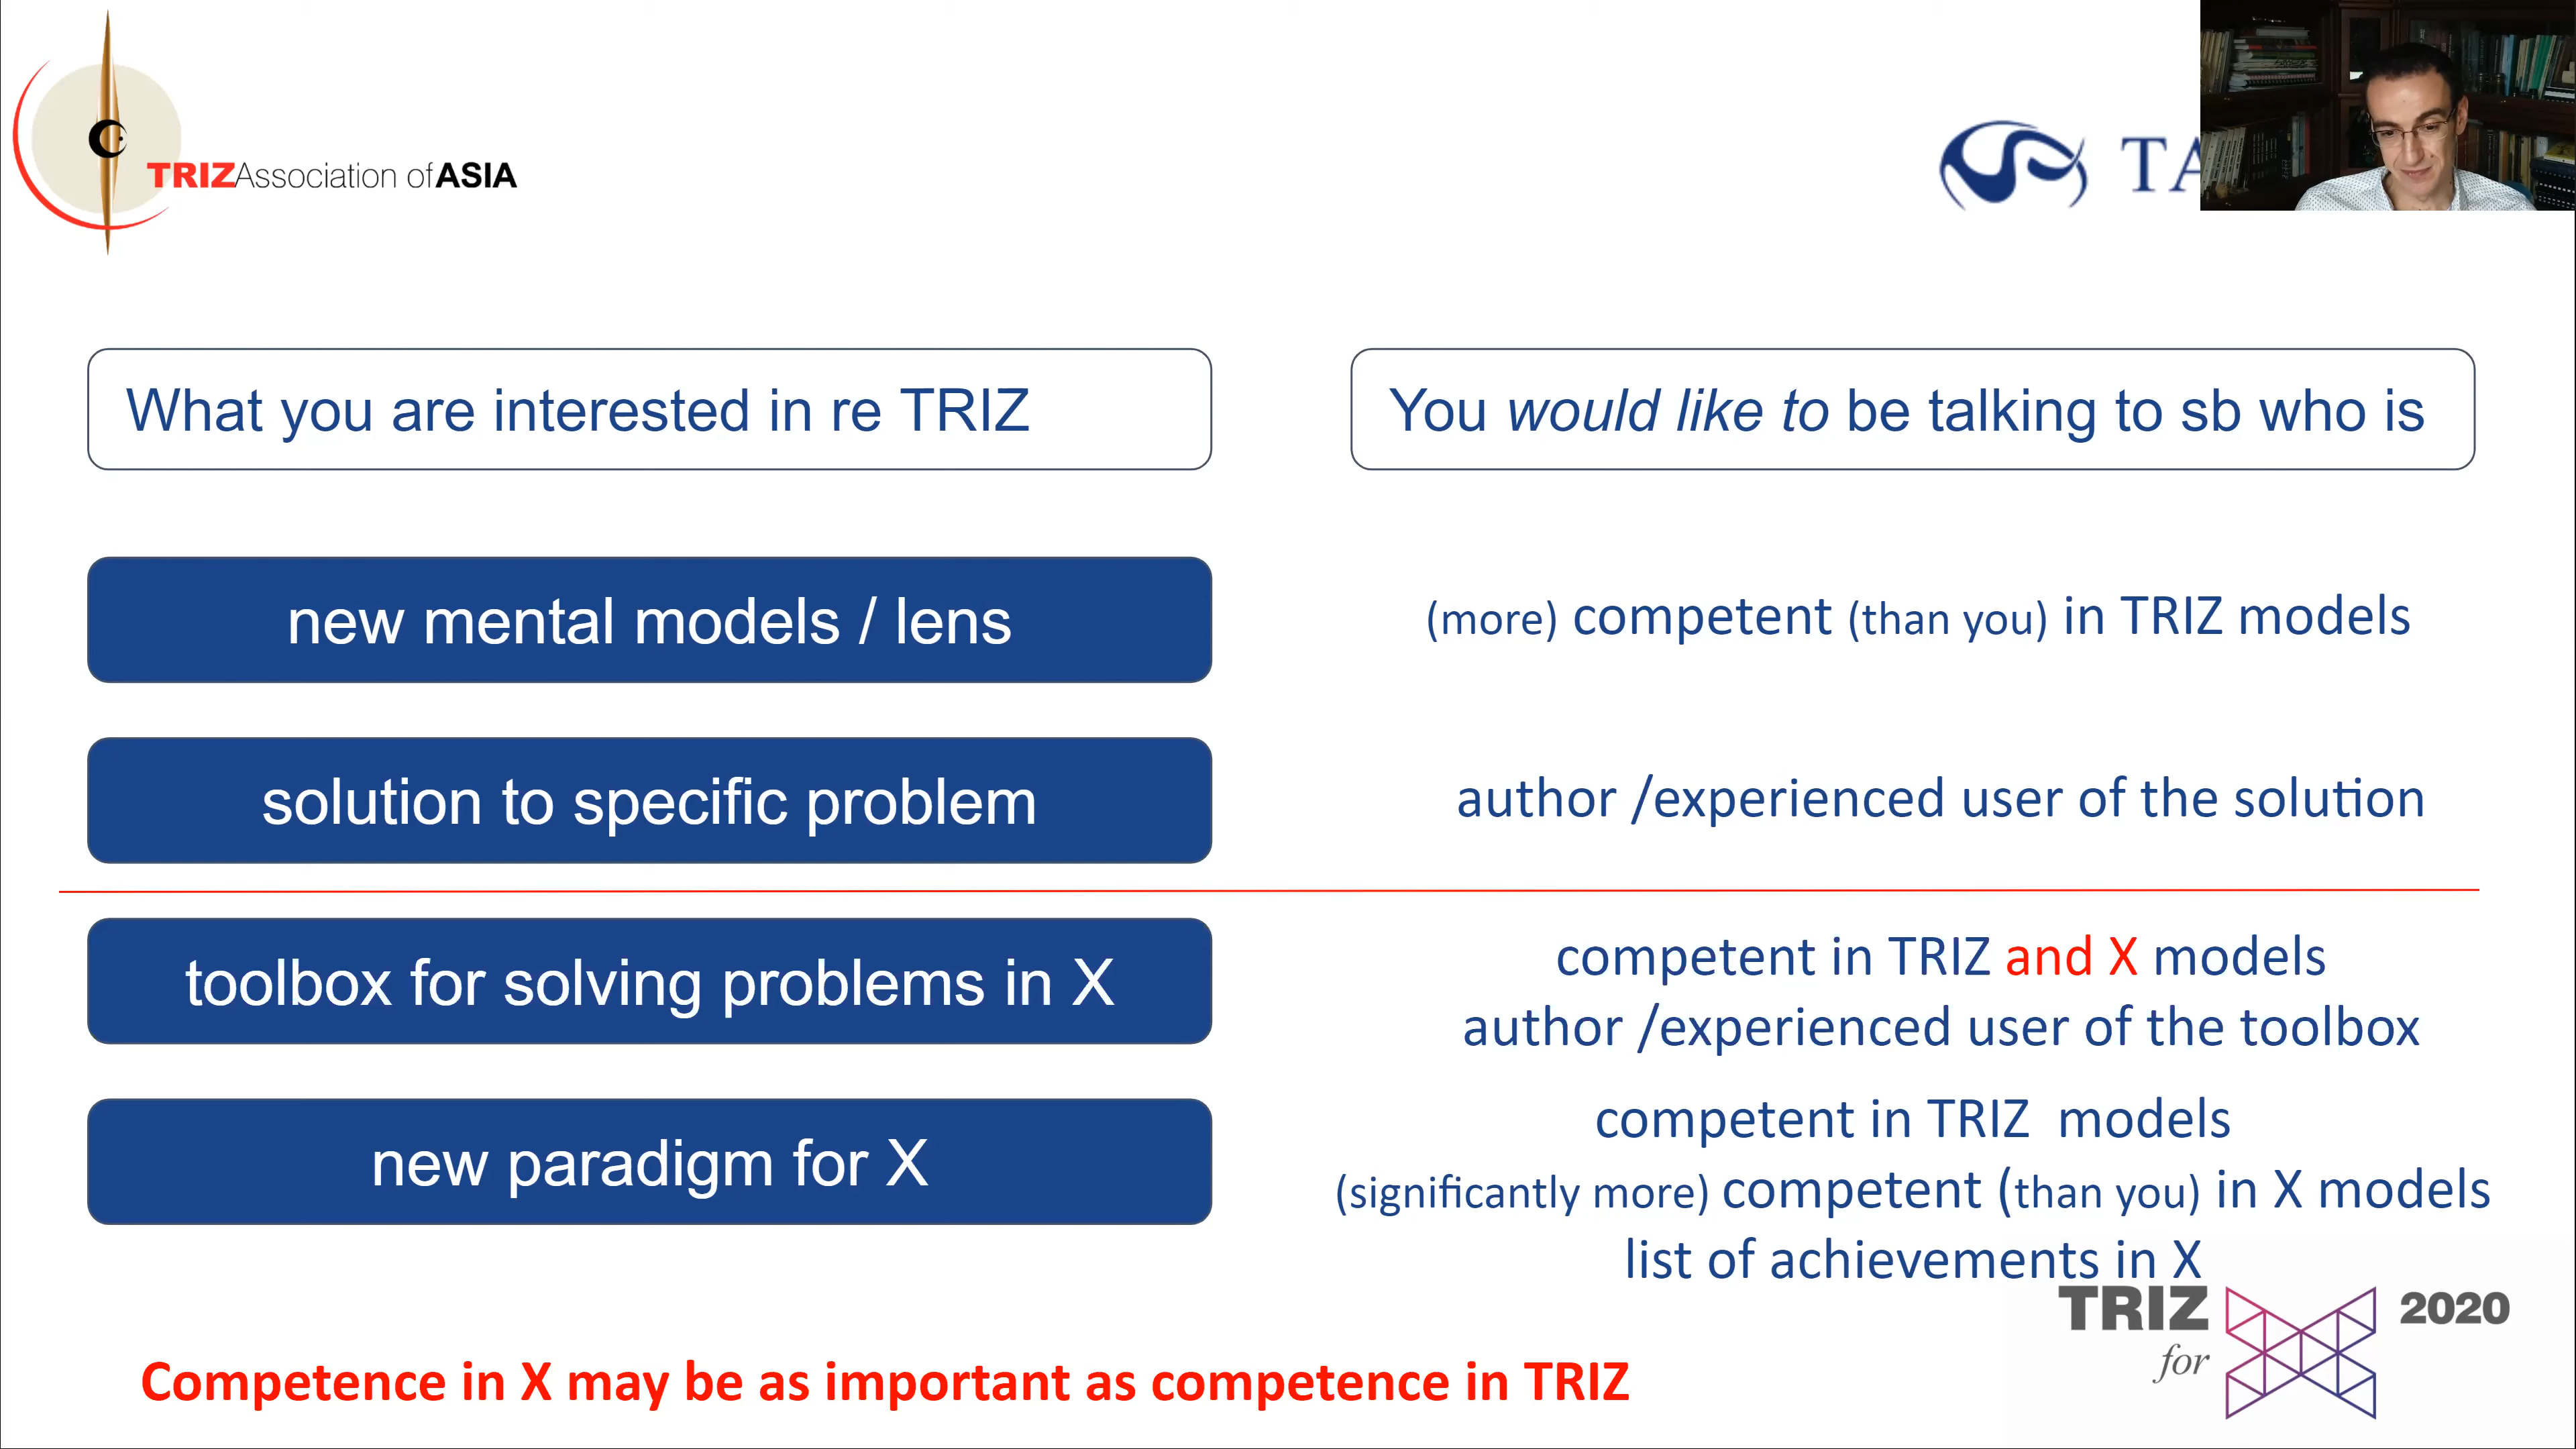 TRIZAssociation of ASIA
What you are interested in re TRIZ
You would like to be talking to sb who is
new mental models / lens
(more) competent (than you) in TRIZ models
solution to specific problem
author /experienced user of the solution
toolbox for solving problems in X
competent in TRIZ and X models
author /experienced user of the toolbox
new paradigm for X
competent in TRIZ  models
(significantly more) competent (than you) in X models
list of achievements in X
Competence in X may be as important as competence in TRIZ
TRIZ
for
2020